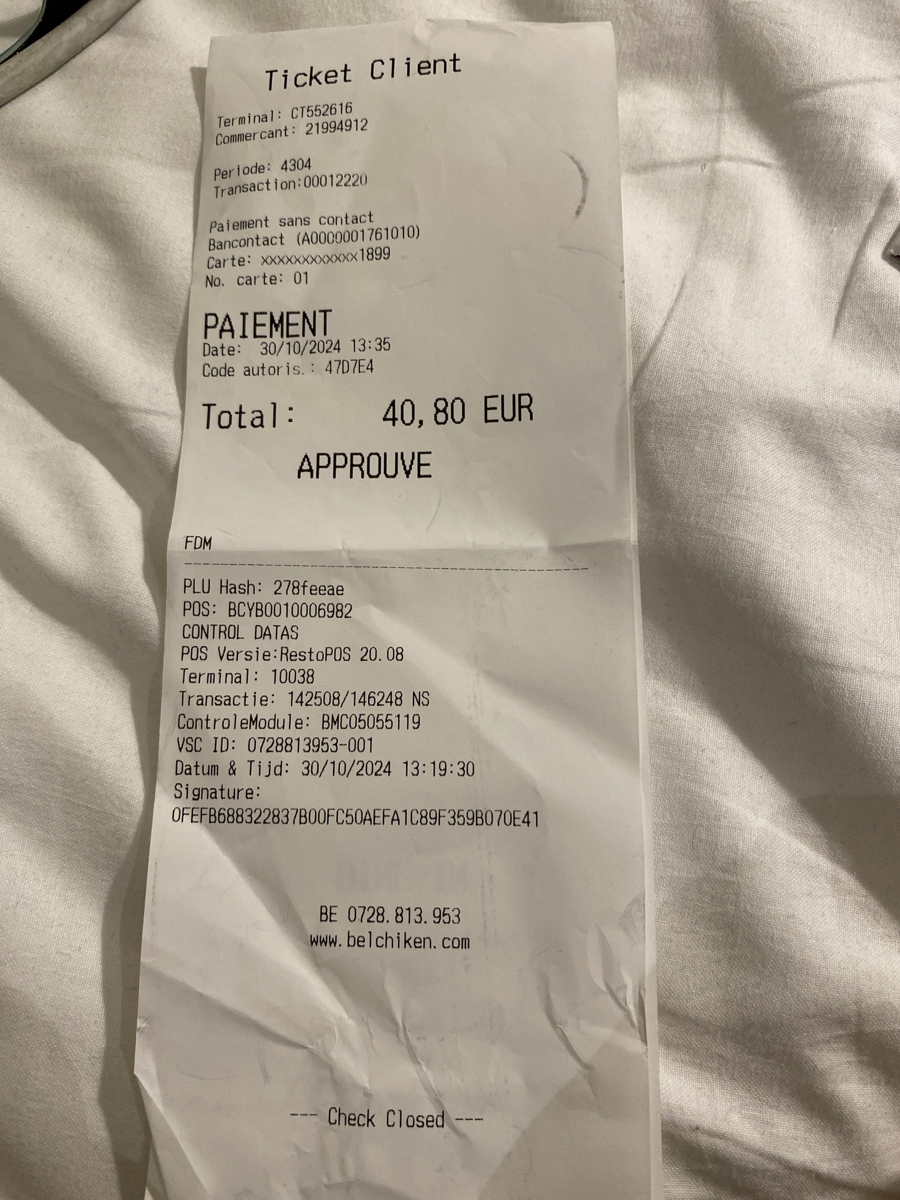 Ticket Client
Terminal: CT552616
Commercant: 21994912
Periode: 4304
Transaction:00012220
Paiement sans contact
Bancontact (A0000001761010)
Carte: xxxxxxxxxxxx1899
No. carte: 01
PAIEMENT
Date: 30/10/2024 13:35
Code autoris.: 47D7E4
Total: 40,80 EUR
APPROUVE
FDM
PLU Hash: 278feeae
POS: BCYB0010006982
CONTROL DATAS
POS Versie:RestoPOS 20.08
Terminal: 10038
Transactie: 142508/146248 NS
ControleModule: BMC05055119
VSC ID: 0728813953-001
Datum & Tijd: 30/10/2024 13:19:30
Signature:
0FEFB688322837B00FC50AEFA1C89F359B070E41
BE 0728.813.953
www.belchiken.com
--- Check Closed ---